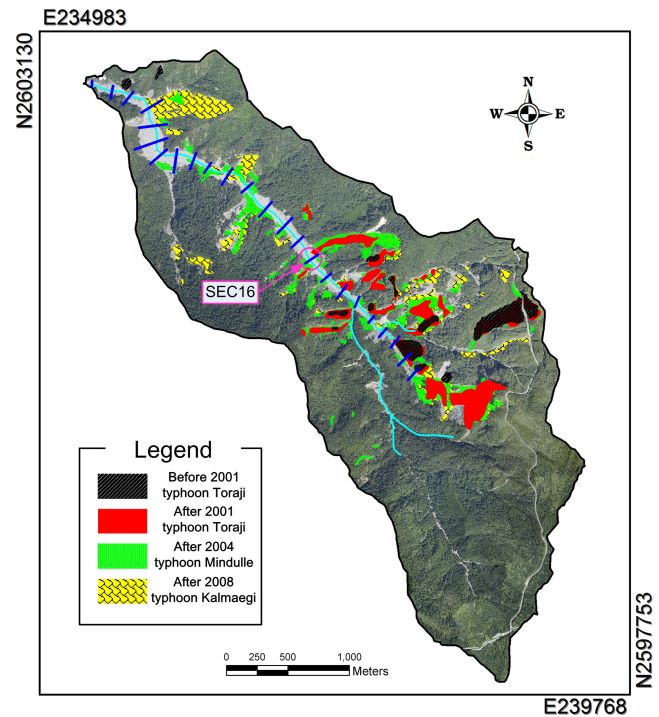 E234983
N2603130
N
W E
S
SEC16
Legend
Before 2001
typhoon Toraji
After 2001
typhoon Toraji
After 2004
typhoon Mindulle
After 2008
typhoon Kalmaegi
0 250 500 1,000
Meters
N2597753
E239768